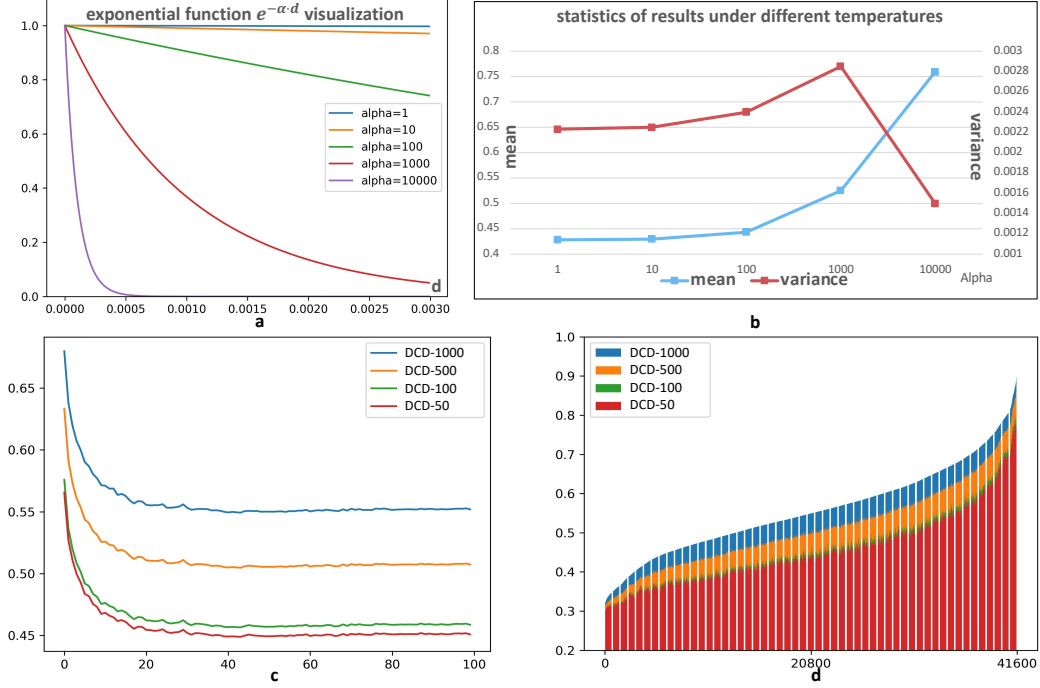 exponential function e^{-α·d} visualization
1.0
0.8
0.6
0.4
0.2
0.0
alpha=1
alpha=10
alpha=100
alpha=1000
alpha=10000
d
0.0000 0.0005 0.0010 0.0015 0.0020 0.0025 0.0030
a
statistics of results under different temperatures
0.8
0.75
0.7
0.65
0.6
0.55
0.5
0.45
0.4
mean
0.003
0.0028
0.0026
0.0024
0.0022
0.002
0.0018
0.0016
0.0014
0.0012
0.001
variance
1 10 100 1000 10000 Alpha
mean variance
b
0.65
0.60
0.55
0.50
0.45
DCD-1000
DCD-500
DCD-100
DCD-50
0 20 40 60 80 100
c
1.0
0.9
0.8
0.7
0.6
0.5
0.4
0.3
0.2
DCD-1000
DCD-500
DCD-100
DCD-50
0 20800 41600
d